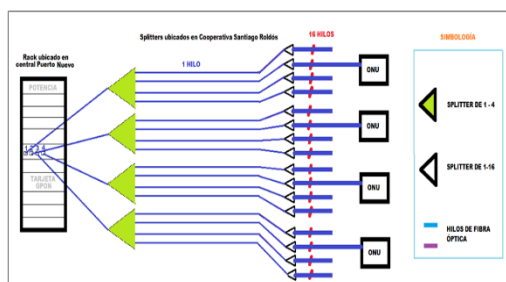 Rack ubicado en
central Puerto Nuevo
POTENCIA
TARJETA
GPON
Splitters ubicados en Cooperativa Santiago Roldós
1 HILO
16 HILOS
ONU
ONU
ONU
ONU
SIMBOLOGÍA
SPLITTER DE 1 - 4
SPLITTER DE 1-16
HILOS DE FIBRA
ÓPTICA